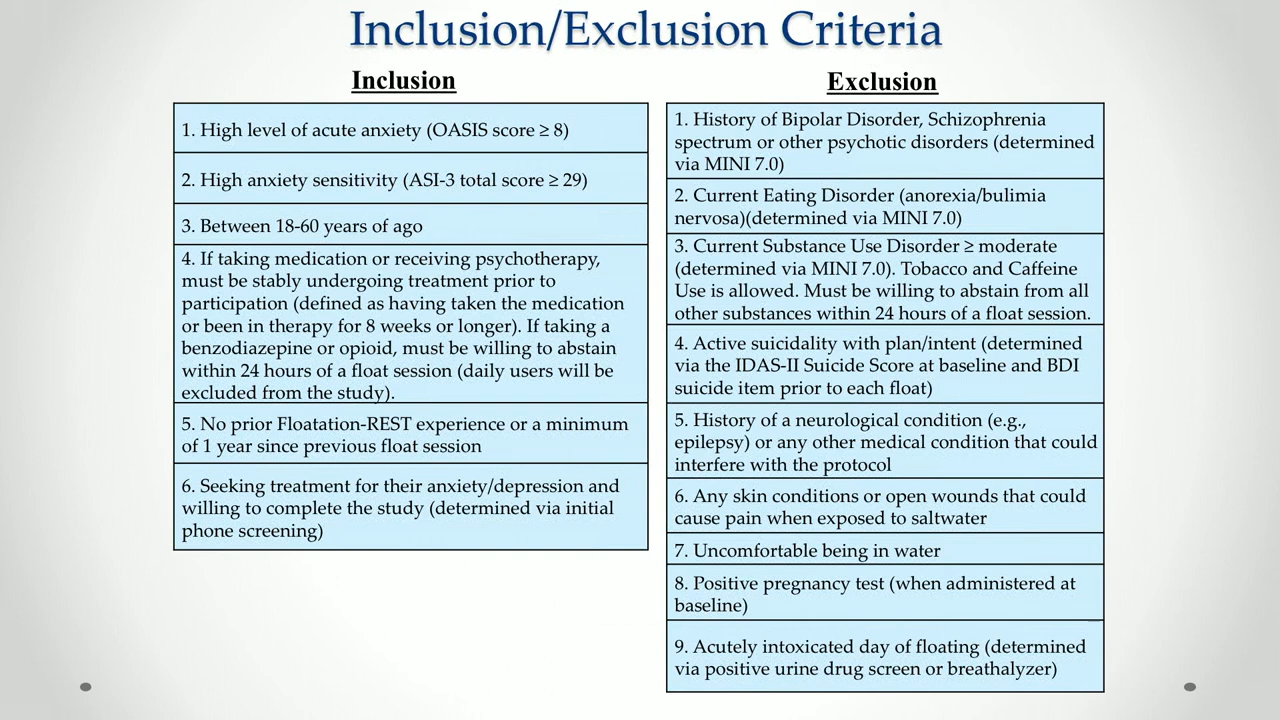 Inclusion/Exclusion Criteria
Inclusion
1. High level of acute anxiety (OASIS score ≥ 8)
2. High anxiety sensitivity (ASI-3 total score ≥ 29)
3. Between 18-60 years of ago
4. If taking medication or receiving psychotherapy,
must be stably undergoing treatment prior to
participation (defined as having taken the medication
or been in therapy for 8 weeks or longer). If taking a
benzodiazepine or opioid, must be willing to abstain
within 24 hours of a float session (daily users will be
excluded from the study).
5. No prior Floatation-REST experience or a minimum
of 1 year since previous float session
6. Seeking treatment for their anxiety/depression and
willing to complete the study (determined via initial
phone screening)
Exclusion
1. History of Bipolar Disorder, Schizophrenia
spectrum or other psychotic disorders (determined
via MINI 7.0)
2. Current Eating Disorder (anorexia/bulimia
nervosa)(determined via MINI 7.0)
3. Current Substance Use Disorder ≥ moderate
(determined via MINI 7.0). Tobacco and Caffeine
Use is allowed. Must be willing to abstain from all
other substances within 24 hours of a float session.
4. Active suicidality with plan/intent (determined
via the IDAS-II Suicide Score at baseline and BDI
suicide item prior to each float)
5. History of a neurological condition (e.g.,
epilepsy) or any other medical condition that could
interfere with the protocol
6. Any skin conditions or open wounds that could
cause pain when exposed to saltwater
7. Uncomfortable being in water
8. Positive pregnancy test (when administered at
baseline)
9. Acutely intoxicated day of floating (determined
via positive urine drug screen or breathalyzer)